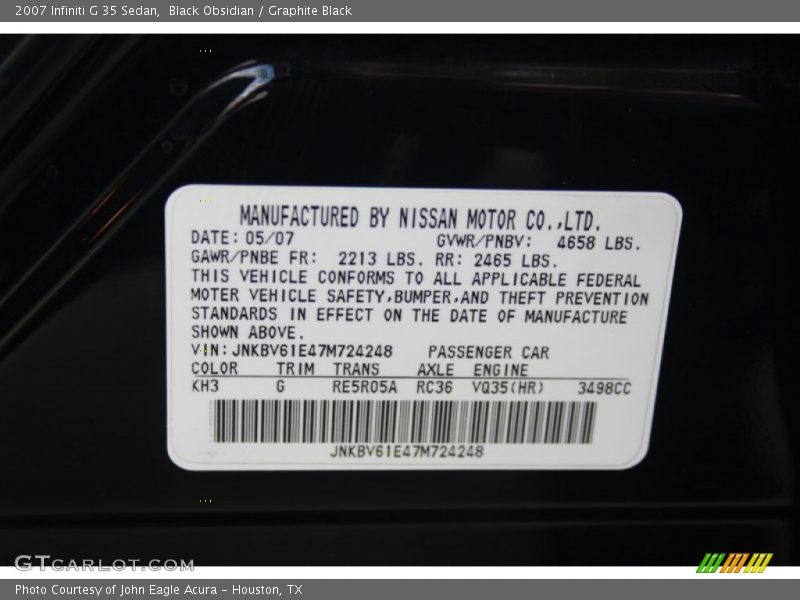 2007 Infiniti G 35 Sedan,  Black Obsidian / Graphite Black
MANUFACTURED BY NISSAN MOTOR CO.,LTD.
DATE: 05/07 GVWR/PNBV: 4658 LBS.
GAWR/PNBE FR: 2213 LBS. RR: 2465 LBS.
THIS VEHICLE CONFORMS TO ALL APPLICABLE FEDERAL
MOTER VEHICLE SAFETY,BUMPER,AND THEFT PREVENTION
STANDARDS IN EFFECT ON THE DATE OF MANUFACTURE
SHOWN ABOVE.
VIN: JNKBV61E47M724248 PASSENGER CAR
COLOR TRIM TRANS AXLE ENGINE
KH3 G RE5R05A RC36 VQ35(HR) 3498CC
JNKBV61E47M724248
GTCARLOT.COM
Photo Courtesy of John Eagle Acura - Houston, TX